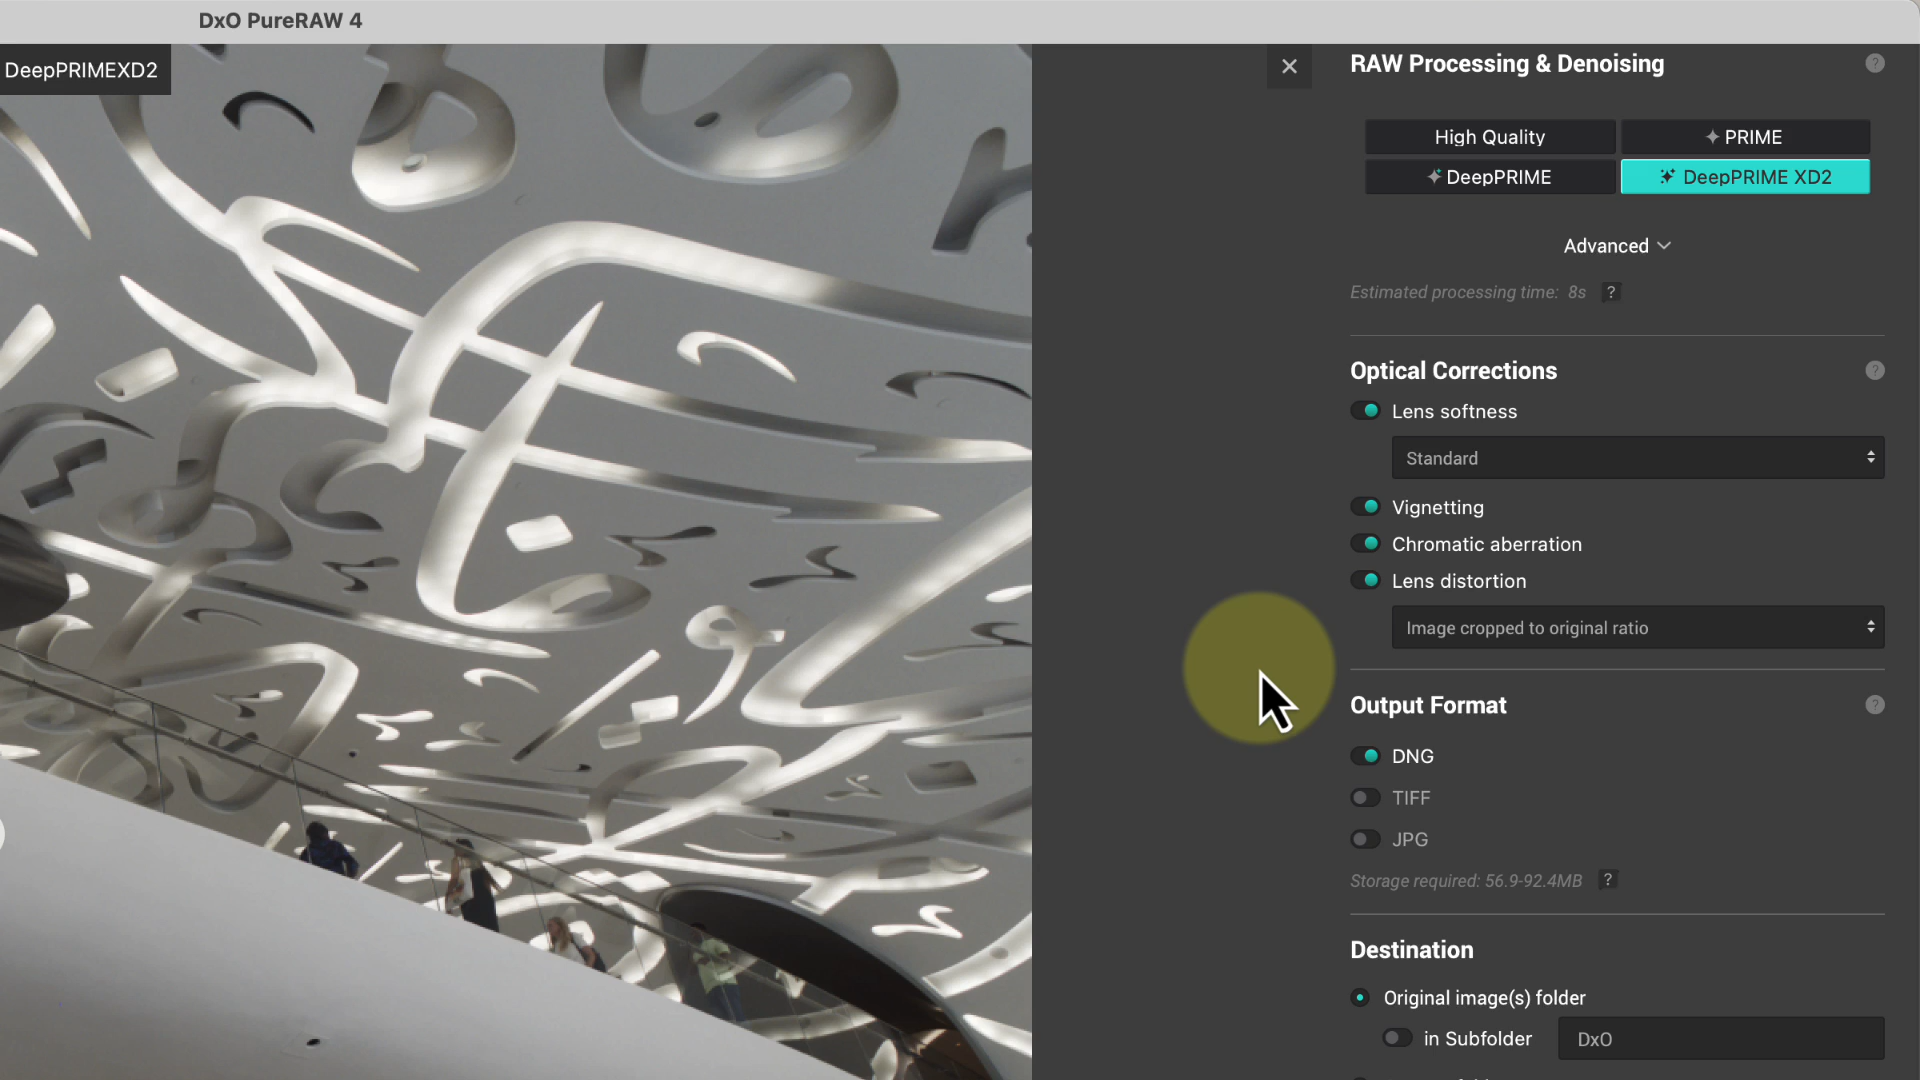 DxO PureRAW 4
DeepPRIMEXD2
×
RAW Processing & Denoising
?
High Quality
PRIME
DeepPRIME
DeepPRIME XD2
Advanced
Estimated processing time: 8s ?
Optical Corrections
?
Lens softness
Standard
Vignetting
Chromatic aberration
Lens distortion
Image cropped to original ratio
Output Format
?
DNG
TIFF
JPG
Storage required: 56.9-92.4MB ?
Destination
Original image(s) folder
in Subfolder
DxO